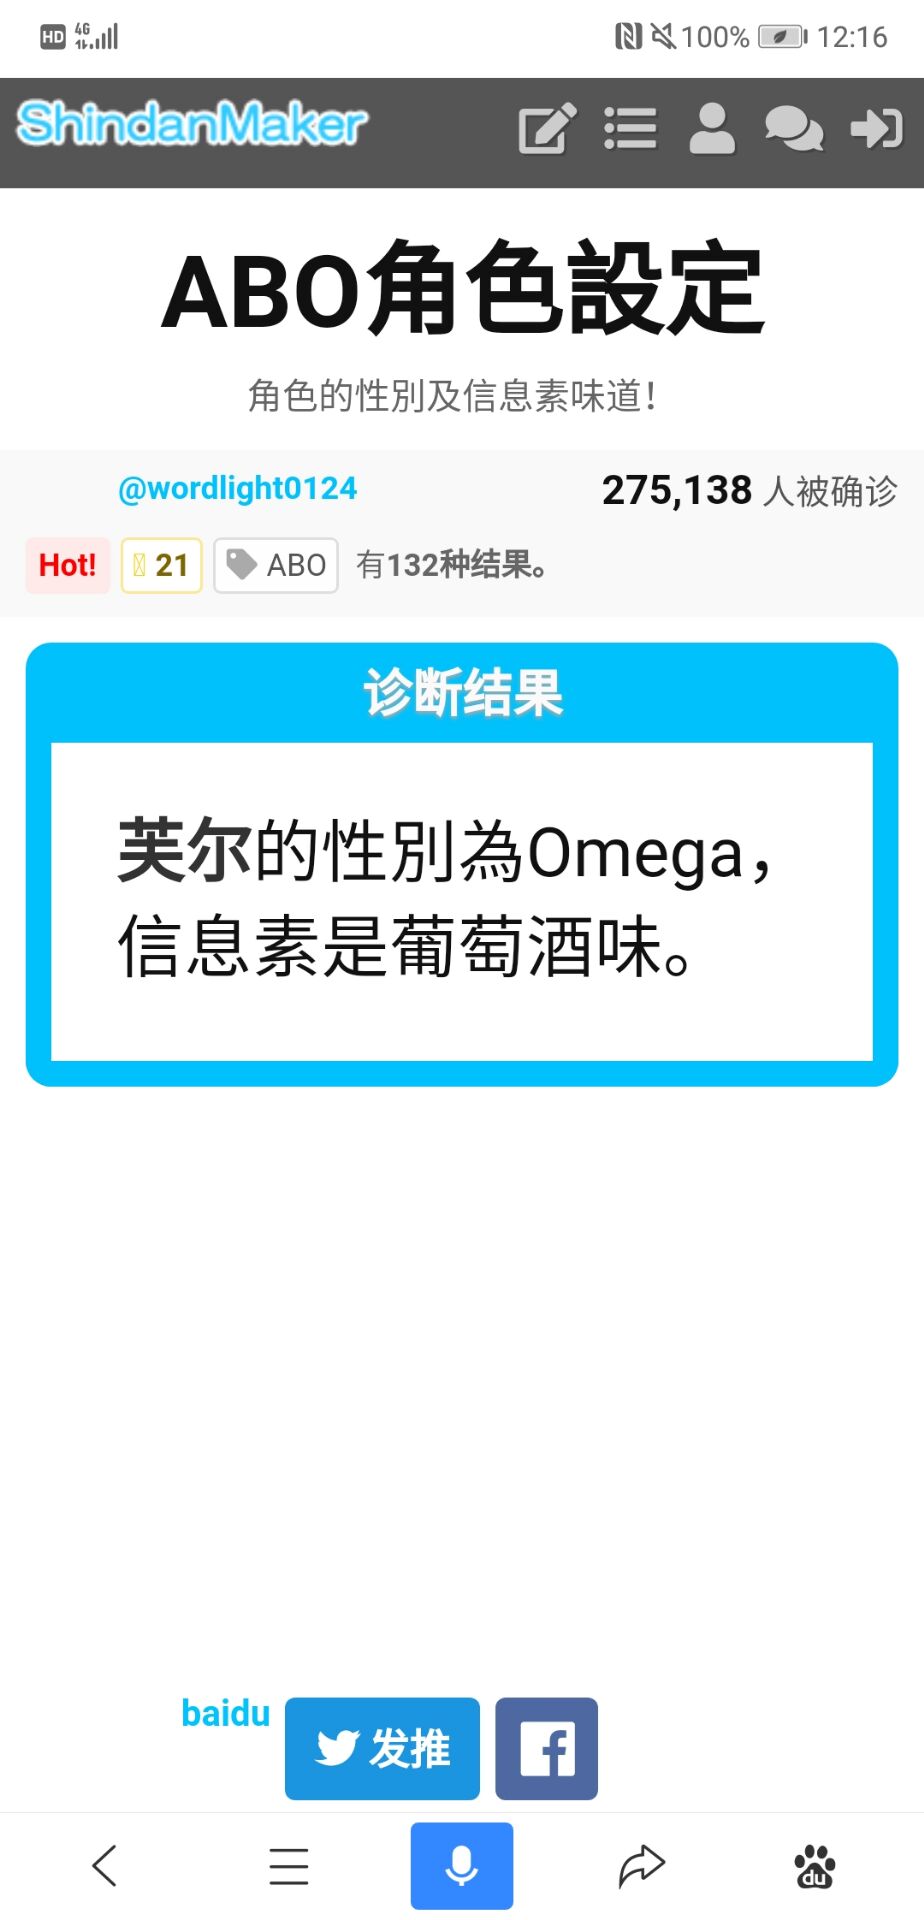 HD 4G 100% 12:16
ShindanMaker
ABO角色設定
角色的性別及信息素味道！
@wordlight0124 275,138 人被确诊
Hot! 21 ABO 有132种结果。
诊断结果
芙尔的性別為Omega，
信息素是葡萄酒味。
baidu 发推
du